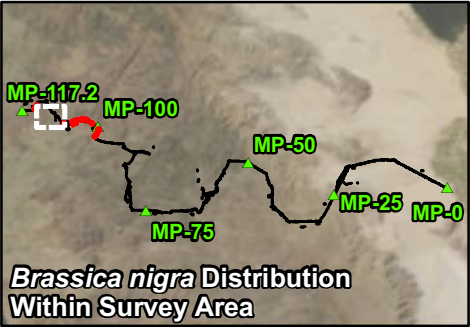 MP-117.2
MP-100
MP-50
MP-25
MP-0
MP-75
Brassica nigra Distribution
Within Survey Area